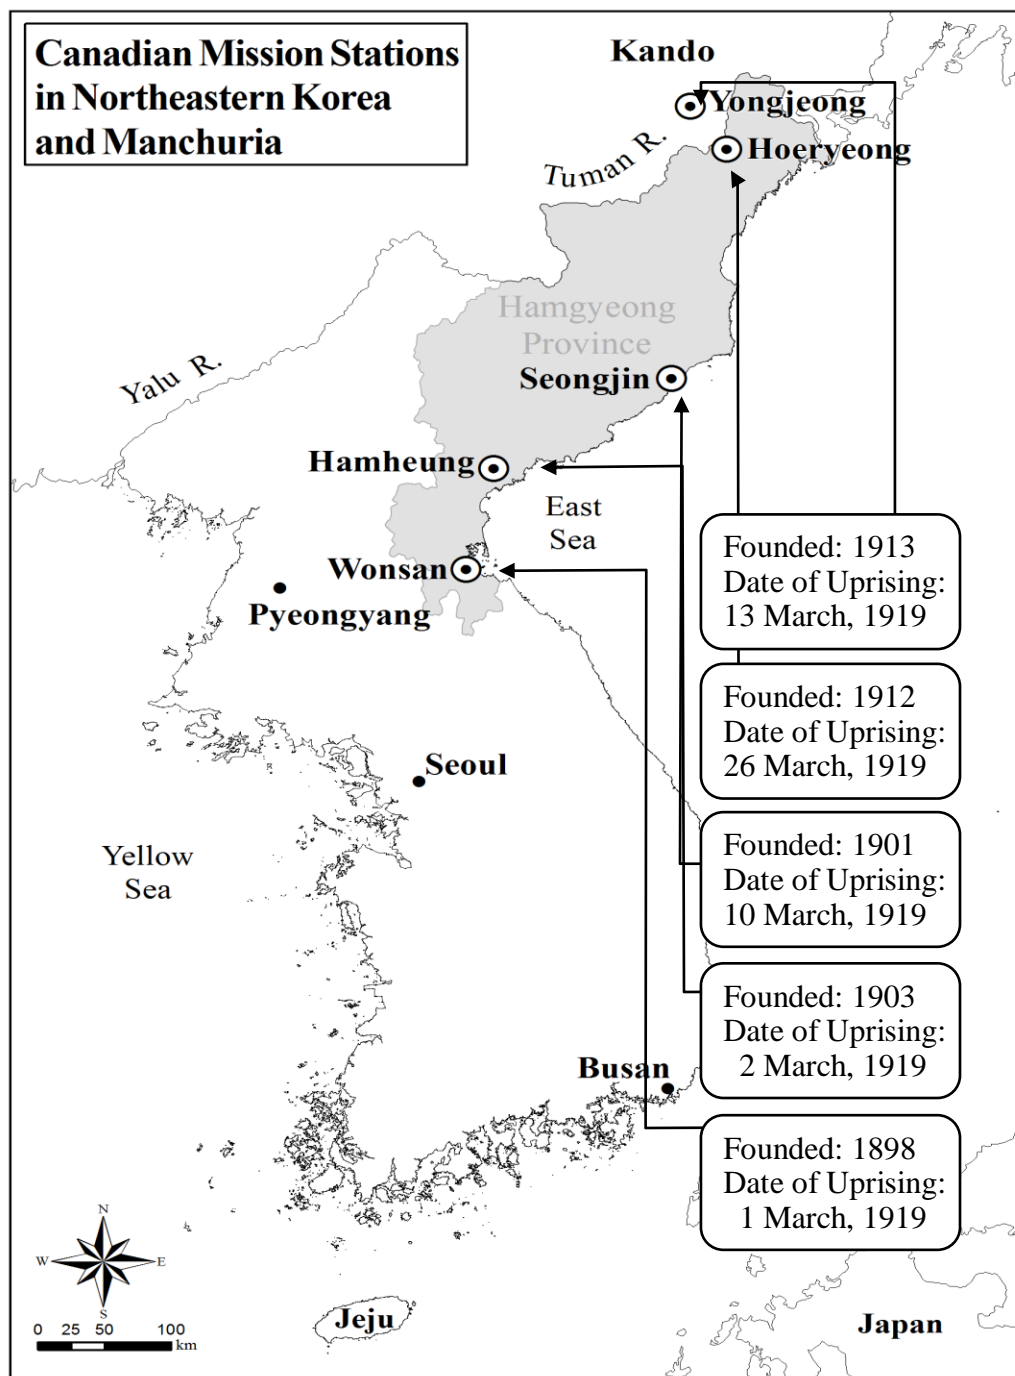 Canadian Mission Stations
in Northeastern Korea
and Manchuria
Kando
Yongjeong
Hoeryeong
Tuman R.
Hamgyeong
Province
Seongjin
Yalu R.
Hamheung
East
Sea
Wonsan
Pyeongyang
Founded: 1913
Date of Uprising:
13 March, 1919
Founded: 1912
Date of Uprising:
26 March, 1919
Seoul
Yellow
Sea
Founded: 1901
Date of Uprising:
10 March, 1919
Founded: 1903
Date of Uprising:
2 March, 1919
Busan
Founded: 1898
Date of Uprising:
1 March, 1919
N
W
E
S
Jeju
Japan
0 25 50 100
km